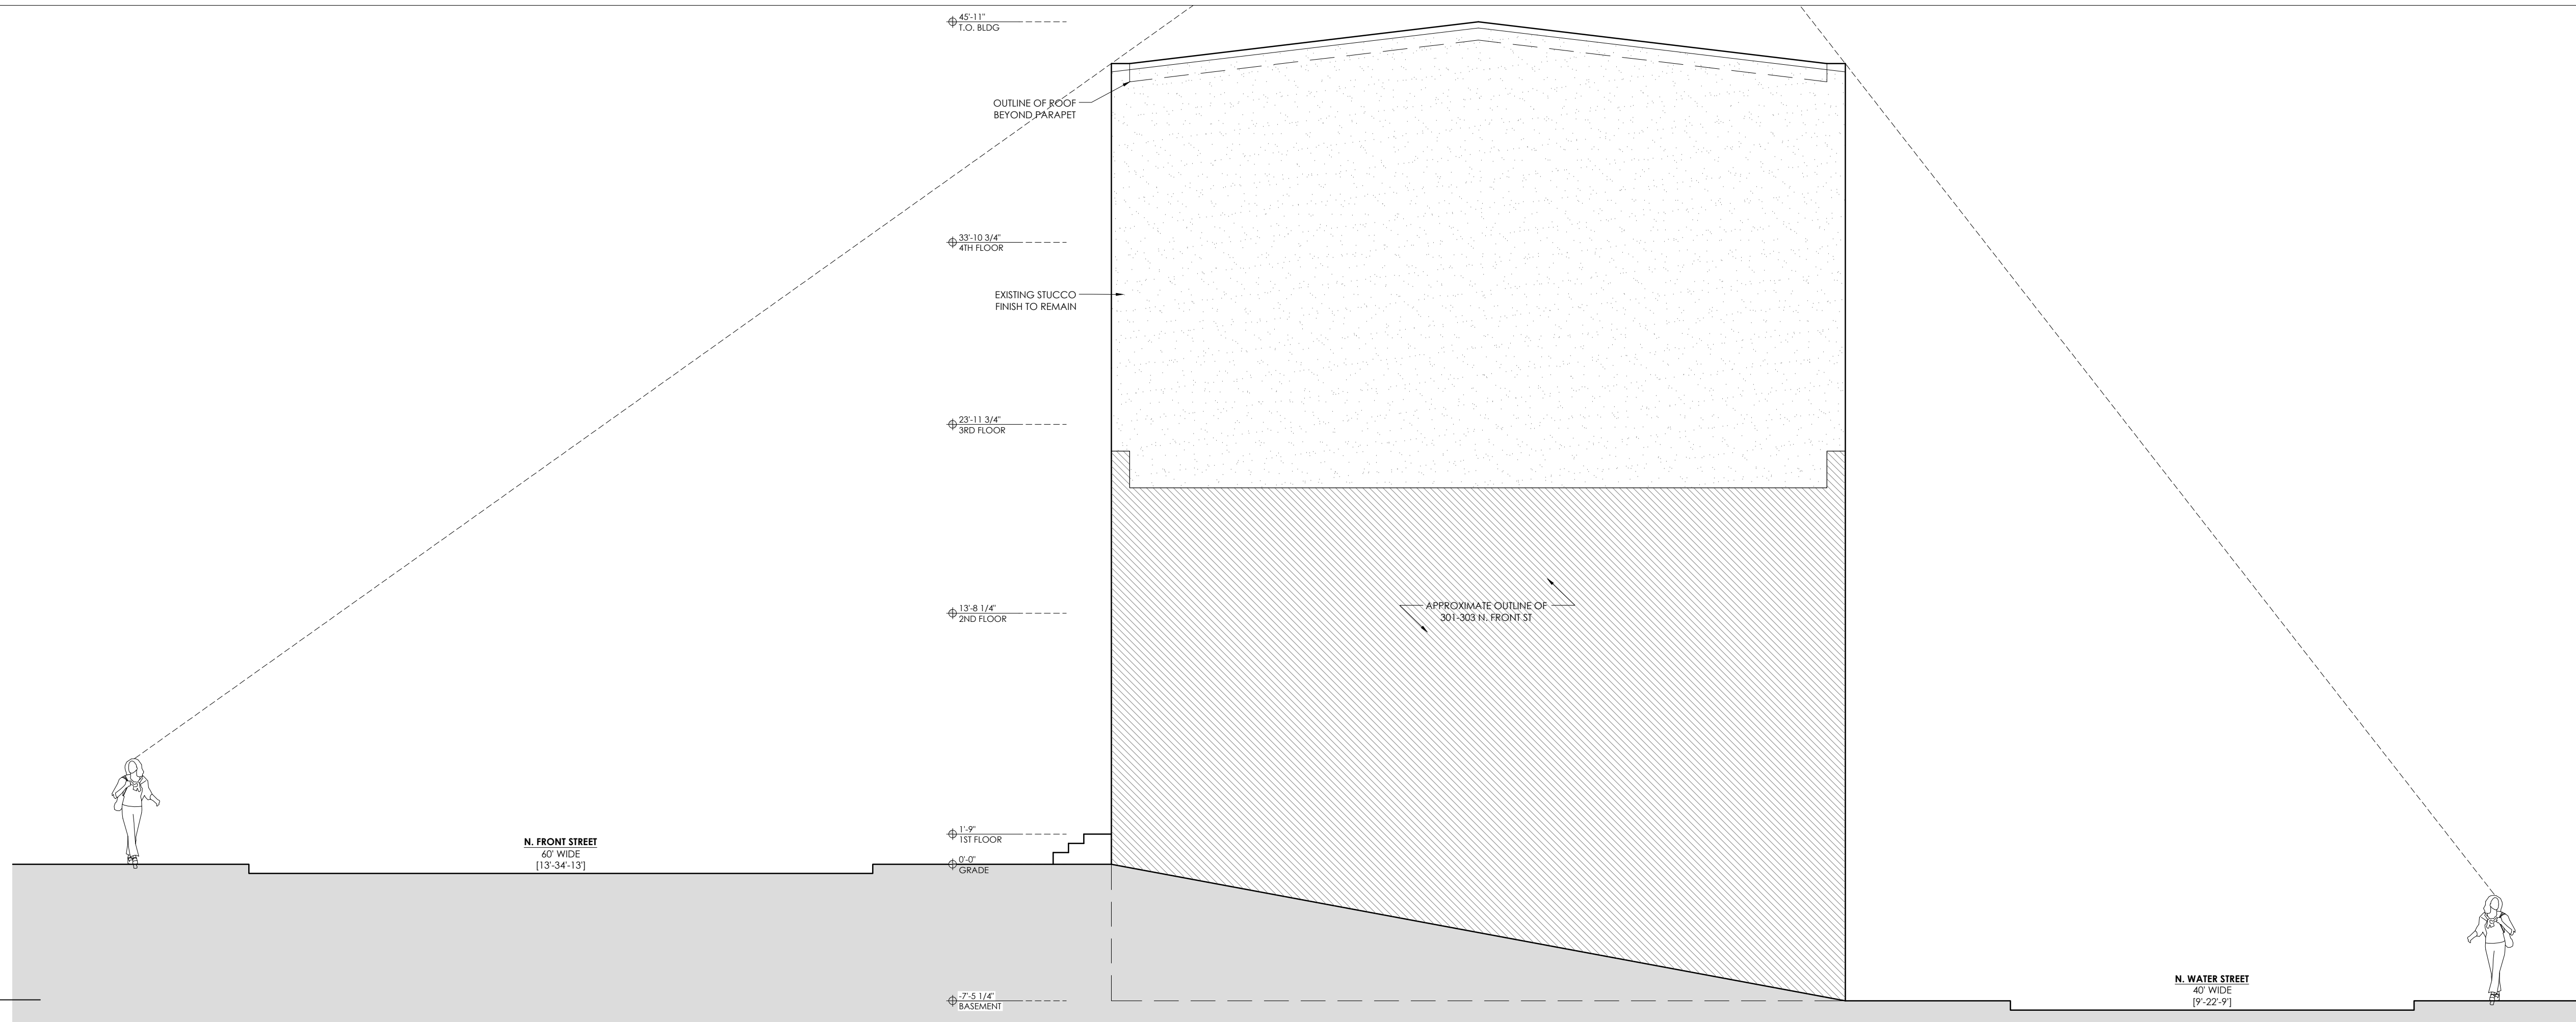 45'-11"
T.O. BLDG
OUTLINE OF ROOF
BEYOND PARAPET
33'-10 3/4"
4TH FLOOR
EXISTING STUCCO
FINISH TO REMAIN
23'-11 3/4"
3RD FLOOR
13'-8 1/4"
2ND FLOOR
APPROXIMATE OUTLINE OF
301-303 N. FRONT ST
1'-9"
1ST FLOOR
0'-0"
GRADE
N. FRONT STREET
60' WIDE
[13'-34'-13']
-7'-5 1/4"
BASEMENT
N. WATER STREET
40' WIDE
[9'-22'-9']